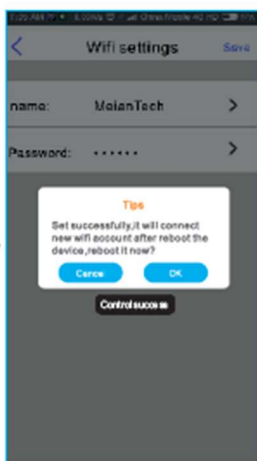 Wifi settings
Save
name: MeianTech
Password: ······
Tips
Set successfully,it will connect
new wifi account after reboot the
device,reboot it now?
Cance
OK
Control success